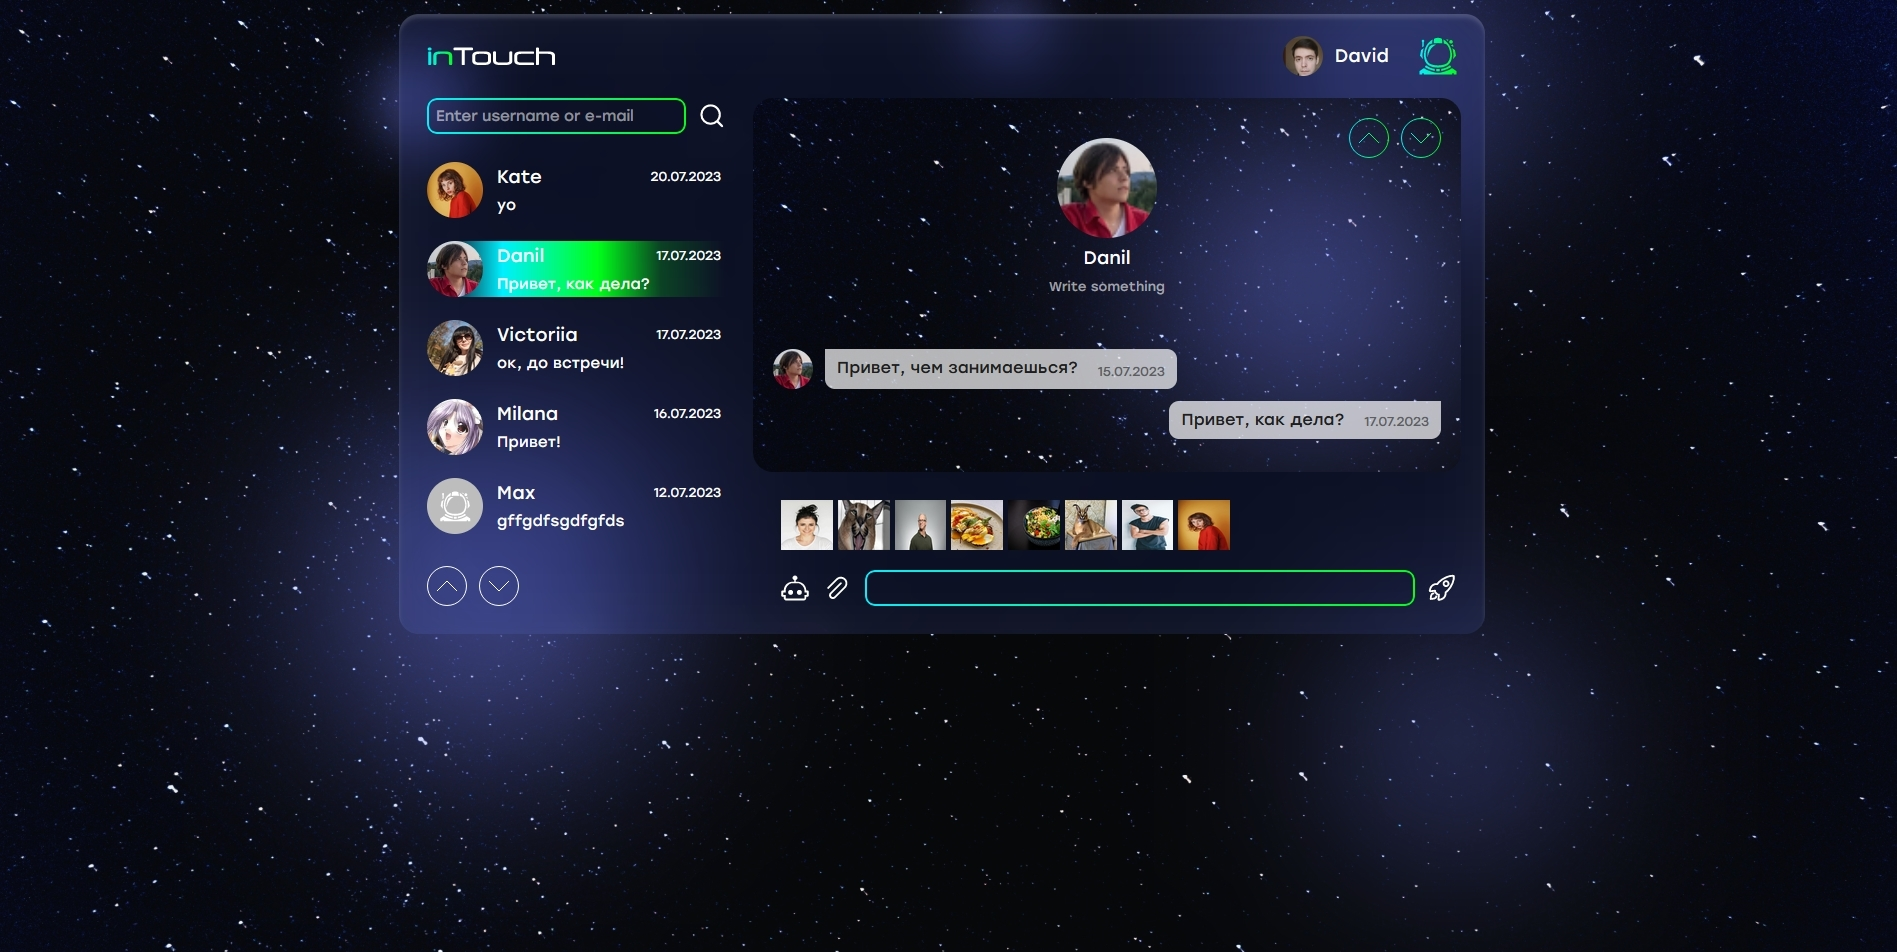 inTouch
David
Enter username or e-mail
Kate
20.07.2023
yo
Danil
17.07.2023
Привет, как дела?
Victoriia
17.07.2023
ок, до встречи!
Milana
16.07.2023
Привет!
Max
12.07.2023
gffgdfsgdfgfds
Danil
Write something
Привет, чем занимаешься?
15.07.2023
Привет, как дела?
17.07.2023